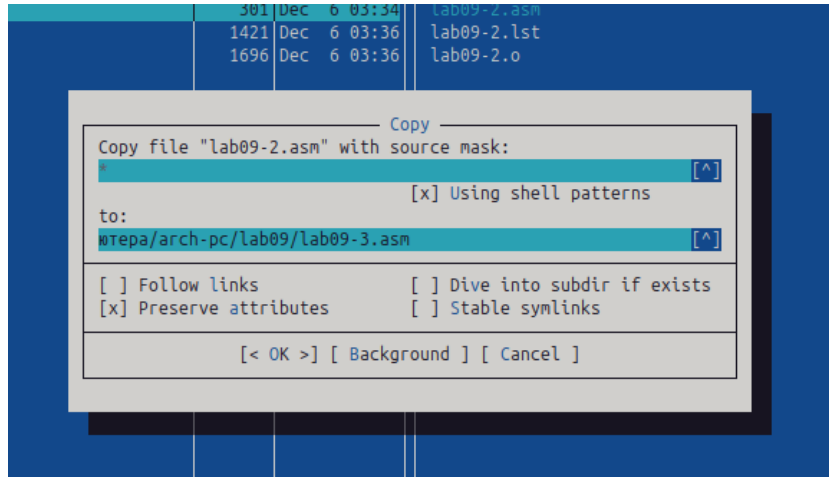 301 Dec 6 03:34 lab09-2.asm
1421 Dec 6 03:36 lab09-2.lst
1696 Dec 6 03:36 lab09-2.o
Copy
Copy file "lab09-2.asm" with source mask:
* [^]
[x] Using shell patterns
to:
ютера/arch-pc/lab09/lab09-3.asm [^]
[ ] Follow links [ ] Dive into subdir if exists
[x] Preserve attributes [ ] Stable symlinks
[< OK >] [ Background ] [ Cancel ]